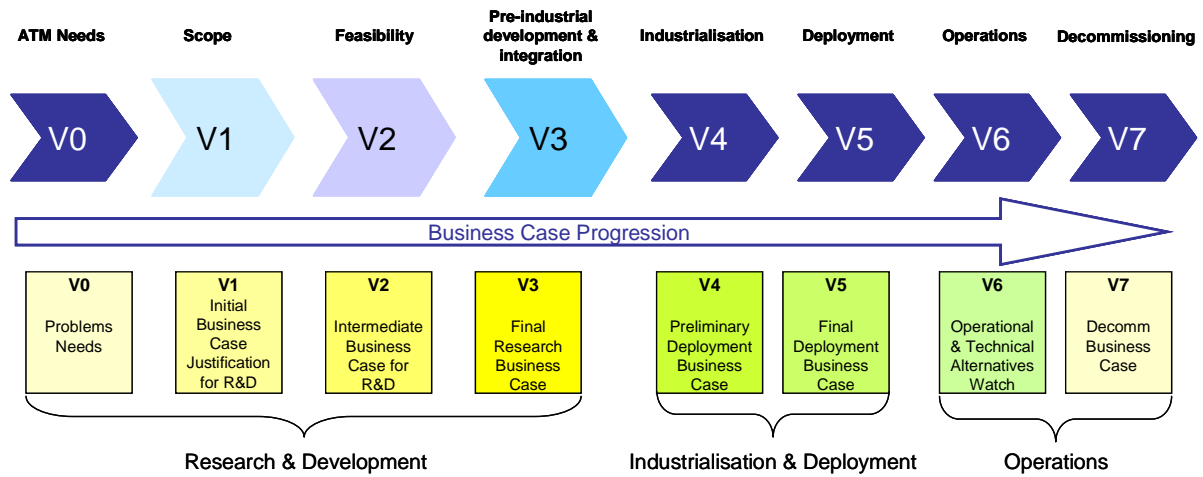 ATM Needs
Scope
Feasibility
Pre-industrial
development &
integration
Industrialisation
Deployment
Operations
Decommissioning
V0
V1
V2
V3
V4
V5
V6
V7
Business Case Progression
V0
Problems
Needs
V1
Initial
Business
Case
Justification
for R&D
V2
Intermediate
Business
Case for
R&D
V3
Final
Research
Business
Case
V4
Preliminary
Deployment
Business
Case
V5
Final
Deployment
Business
Case
V6
Operational
& Technical
Alternatives
Watch
V7
Decomm
Business
Case
Research & Development
Industrialisation & Deployment
Operations